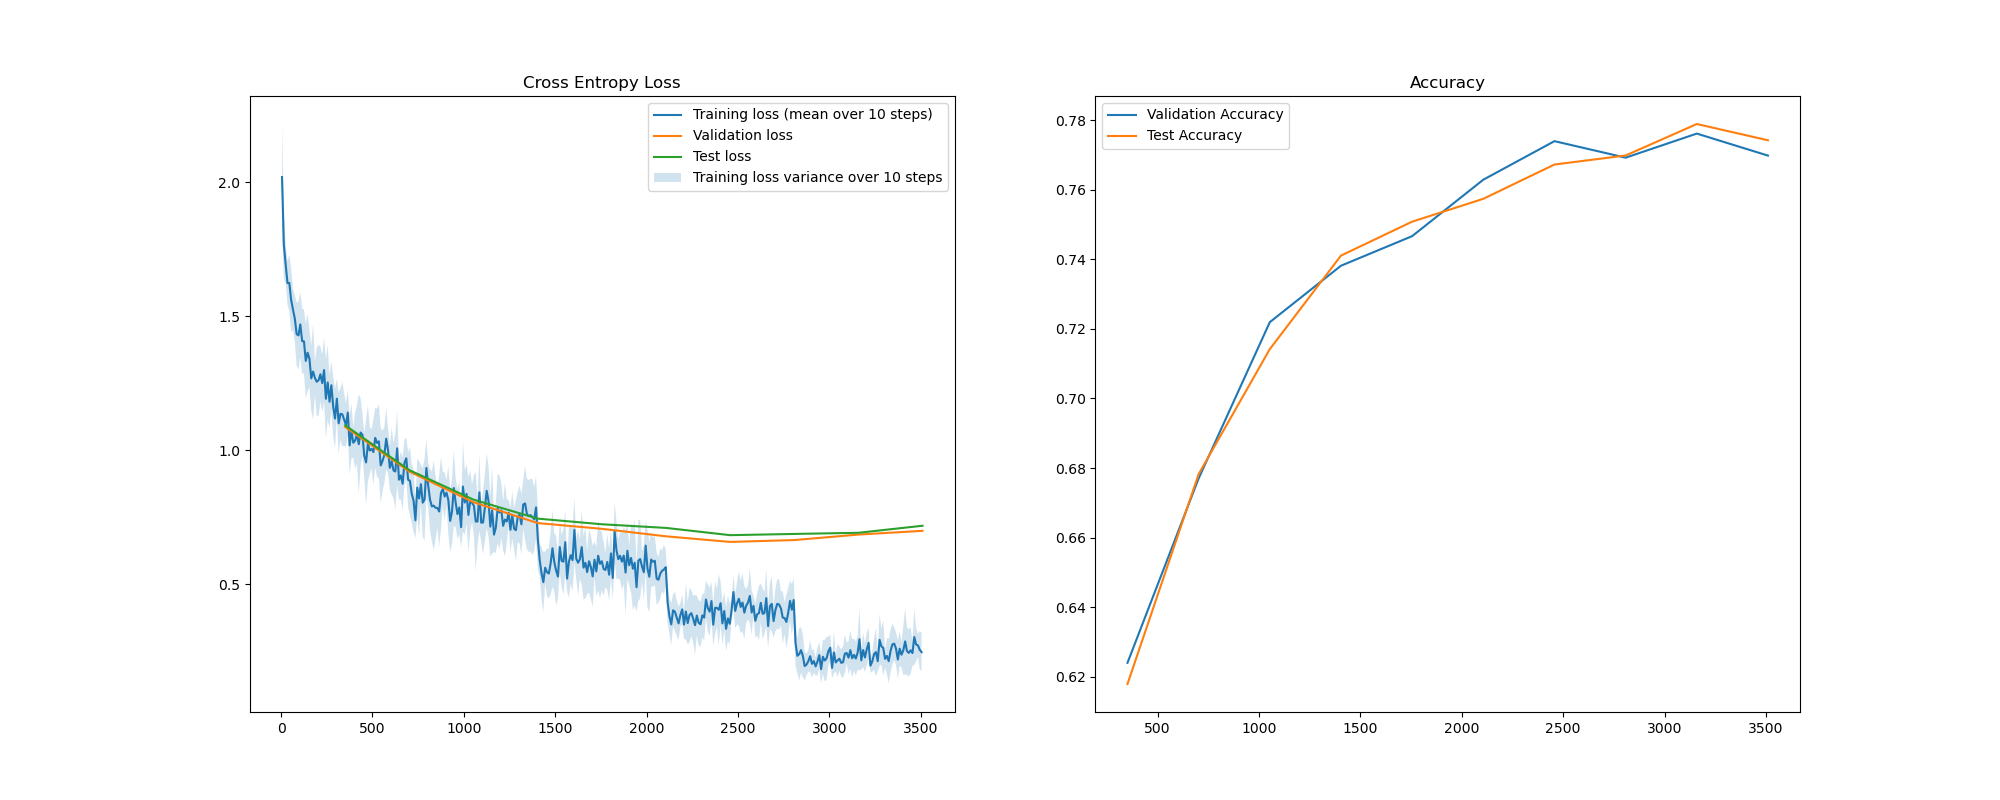 Cross Entropy Loss
Training loss (mean over 10 steps)
Validation loss
Test loss
Training loss variance over 10 steps
2.0
1.5
1.0
0.5
0 500 1000 1500 2000 2500 3000 3500
Accuracy
Validation Accuracy
Test Accuracy
0.78
0.76
0.74
0.72
0.70
0.68
0.66
0.64
0.62
500 1000 1500 2000 2500 3000 3500